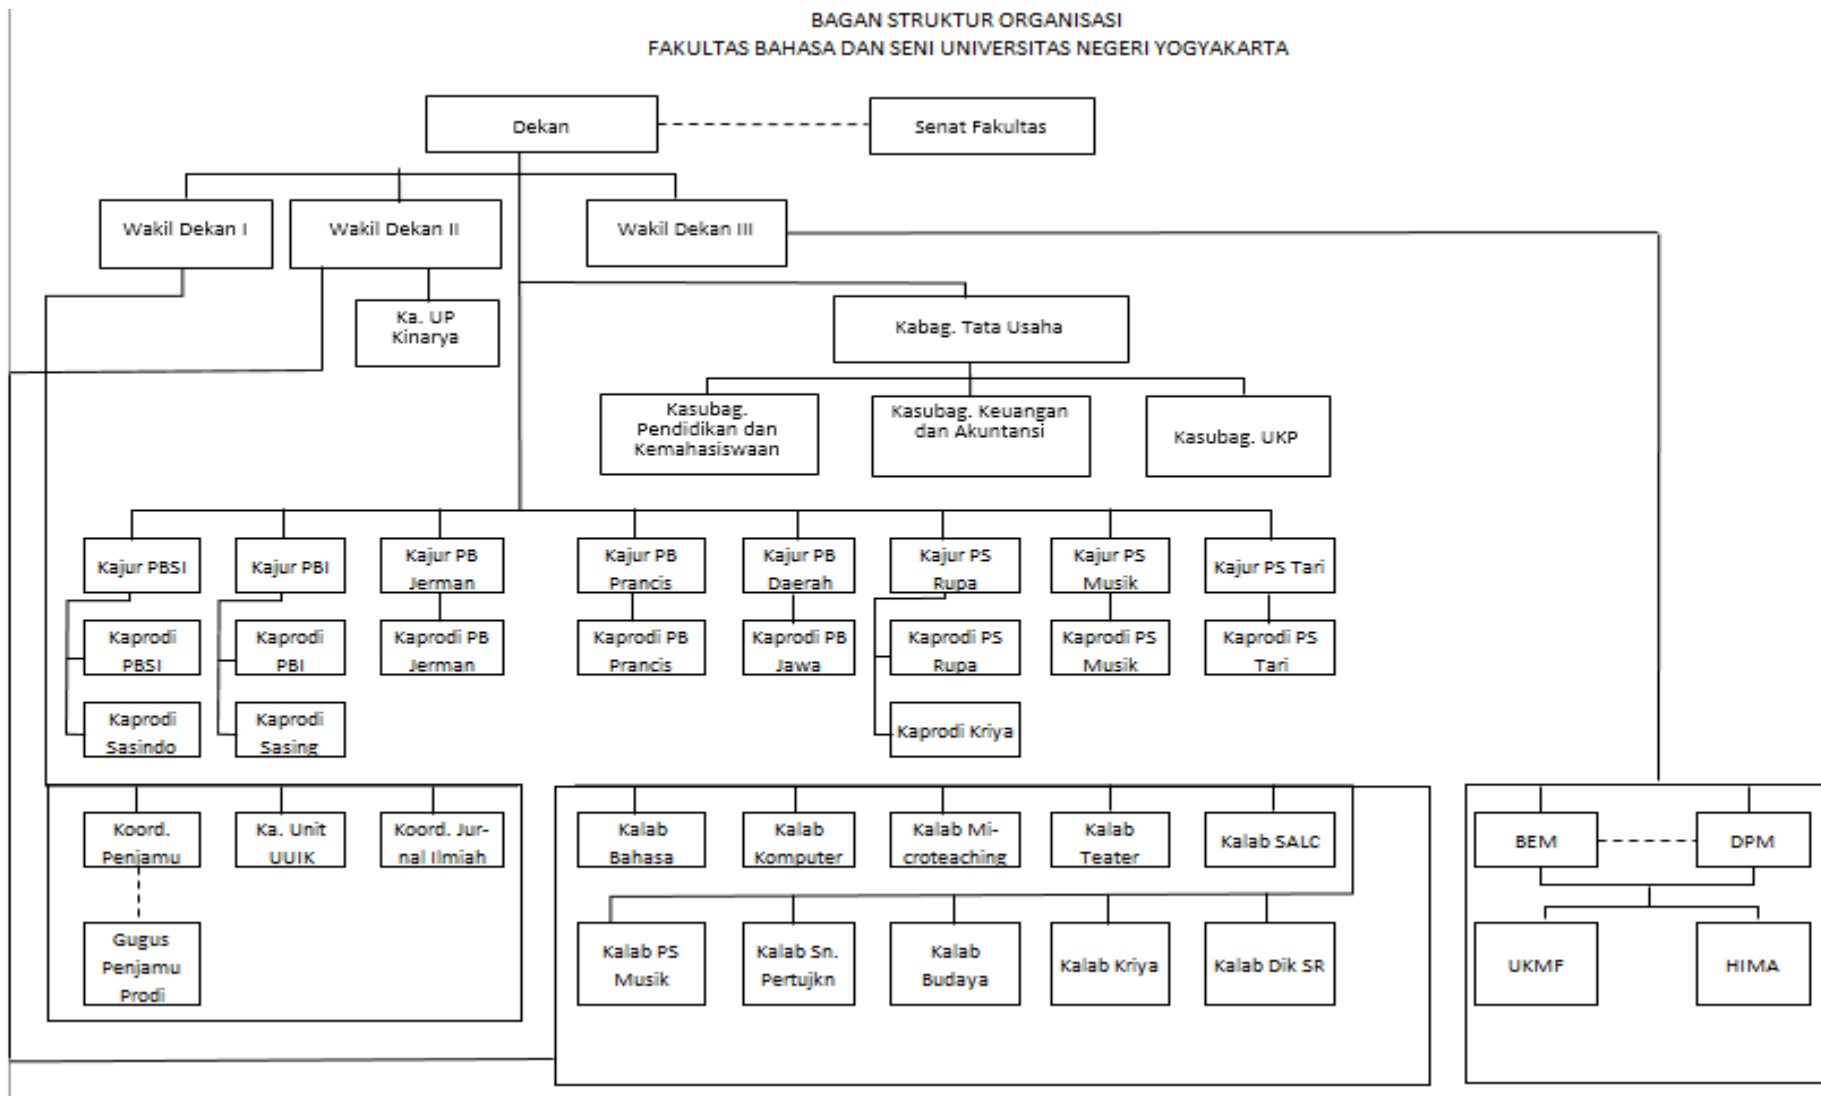 BAGAN STRUKTUR ORGANISASI
FAKULTAS BAHASA DAN SENI UNIVERSITAS NEGERI YOGYAKARTA
Dekan
Senat Fakultas
Wakil Dekan I
Wakil Dekan II
Wakil Dekan III
Ka. UP
Kinarya
Kabag. Tata Usaha
Kasubag.
Pendidikan dan
Kemahasiswaan
Kasubag. Keuangan
dan Akuntansi
Kasubag. UKP
Kajur PBSI
Kajur PBI
Kajur PB
Jerman
Kajur PB
Prancis
Kajur PB
Daerah
Kajur PS
Rupa
Kajur PS
Musik
Kajur PS Tari
Kaprodi
PBSI
Kaprodi
PBI
Kaprodi PB
Jerman
Kaprodi PB
Prancis
Kaprodi PB
Jawa
Kaprodi PS
Rupa
Kaprodi PS
Musik
Kaprodi PS
Tari
Kaprodi
Sasindo
Kaprodi
Sasing
Kaprodi Kriya
Koord.
Penjamu
Ka. Unit
UUIK
Koord. Jur-
nal Ilmiah
Kalab
Bahasa
Kalab
Komputer
Kalab Mi-
croteaching
Kalab
Teater
Kalab SALC
BEM
DPM
Gugus
Penjamu
Prodi
Kalab PS
Musik
Kalab Sn.
Pertujkn
Kalab
Budaya
Kalab Kriya
Kalab Dik SR
UKMF
HIMA